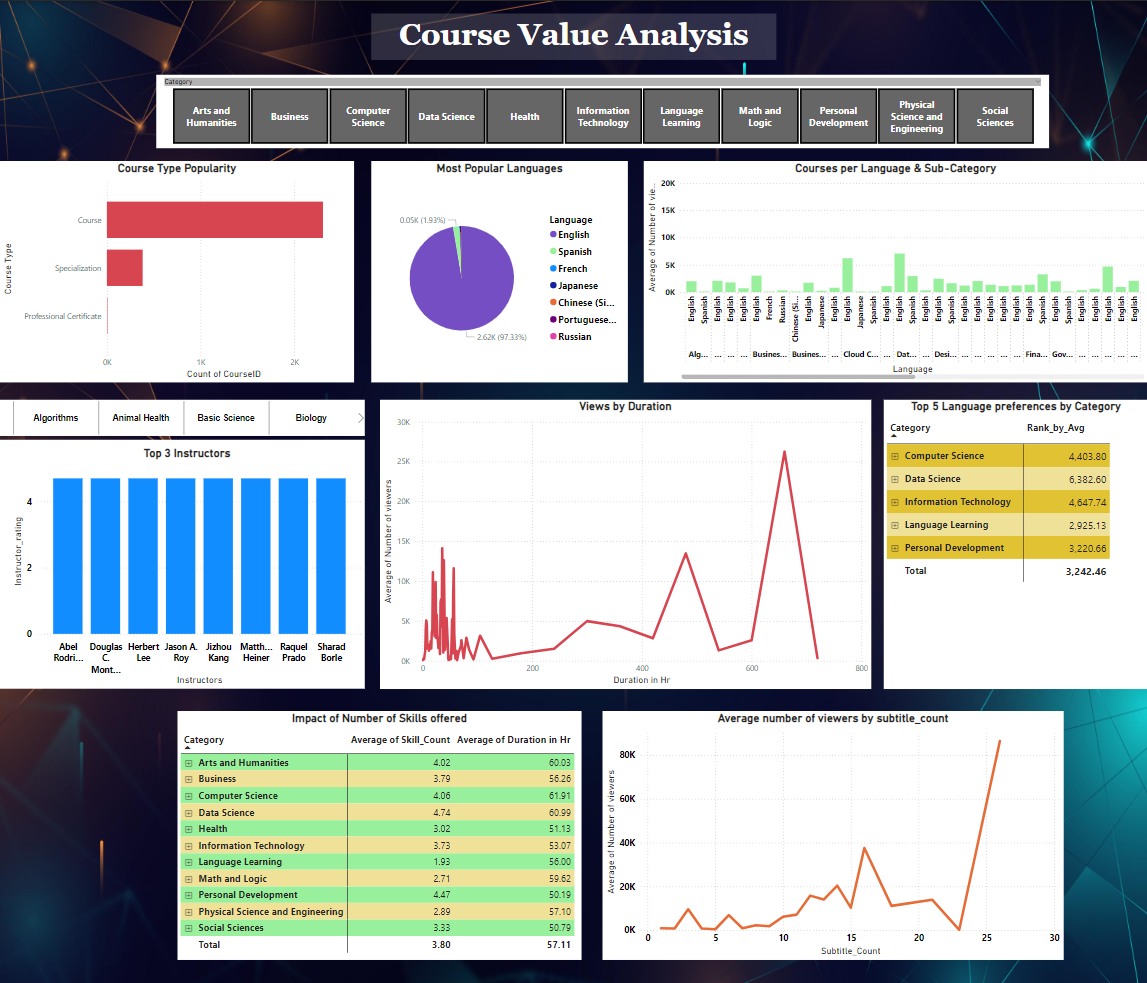 Course Value Analysis
Category
Arts and Humanities
Business
Computer Science
Data Science
Health
Information Technology
Language Learning
Math and Logic
Personal Development
Physical Science and Engineering
Social Sciences
Course Type Popularity
Course Type
Course
Specialization
Professional Certificate
0K 1K 2K
Count of CourseID
Most Popular Languages
0.05K (1.93%)
2.62K (97.33%)
Language
English
Spanish
French
Japanese
Chinese (Si...
Portuguese...
Russian
Courses per Language & Sub-Category
Average of Number of vie...
20K
15K
10K
5K
0K
English Spanish English English English English French Russian Chinese (Si... English Japanese English English Japanese Spanish English English Spanish English English Spanish English English English English English English Spanish English Spanish English English English English English
Alg... ... ... ... Busines... Busines... ... Cloud C... ... Dat... ... Desi... ... ... ... ... ... Fina... Gov... ... ... ... ... ...
Language
Algorithms
Animal Health
Basic Science
Biology
Top 3 Instructors
Instructor_rating
4
2
0
Abel Rodri...
Douglas C. Mont...
Herbert Lee
Jason A. Roy
Jizhou Kang
Matth... Heiner
Raquel Prado
Sharad Borle
Instructors
Views by Duration
Average of Number of viewers
30K
25K
20K
15K
10K
5K
0K
0 200 400 600 800
Duration in Hr
Top 5 Language preferences by Category
Category Rank_by_Avg
Computer Science 4,403.80
Data Science 6,382.60
Information Technology 4,647.74
Language Learning 2,925.13
Personal Development 3,220.66
Total 3,242.46
Impact of Number of Skills offered
Category Average of Skill_Count Average of Duration in Hr
Arts and Humanities 4.02 60.03
Business 3.79 56.26
Computer Science 4.06 61.91
Data Science 4.74 60.99
Health 3.02 51.13
Information Technology 3.73 53.07
Language Learning 1.93 56.00
Math and Logic 2.71 59.62
Personal Development 4.47 50.19
Physical Science and Engineering 2.89 57.10
Social Sciences 3.33 50.79
Total 3.80 57.11
Average number of viewers by subtitle_count
Average of Number of viewers
80K
60K
40K
20K
0K
0 5 10 15 20 25 30
Subtitle_Count